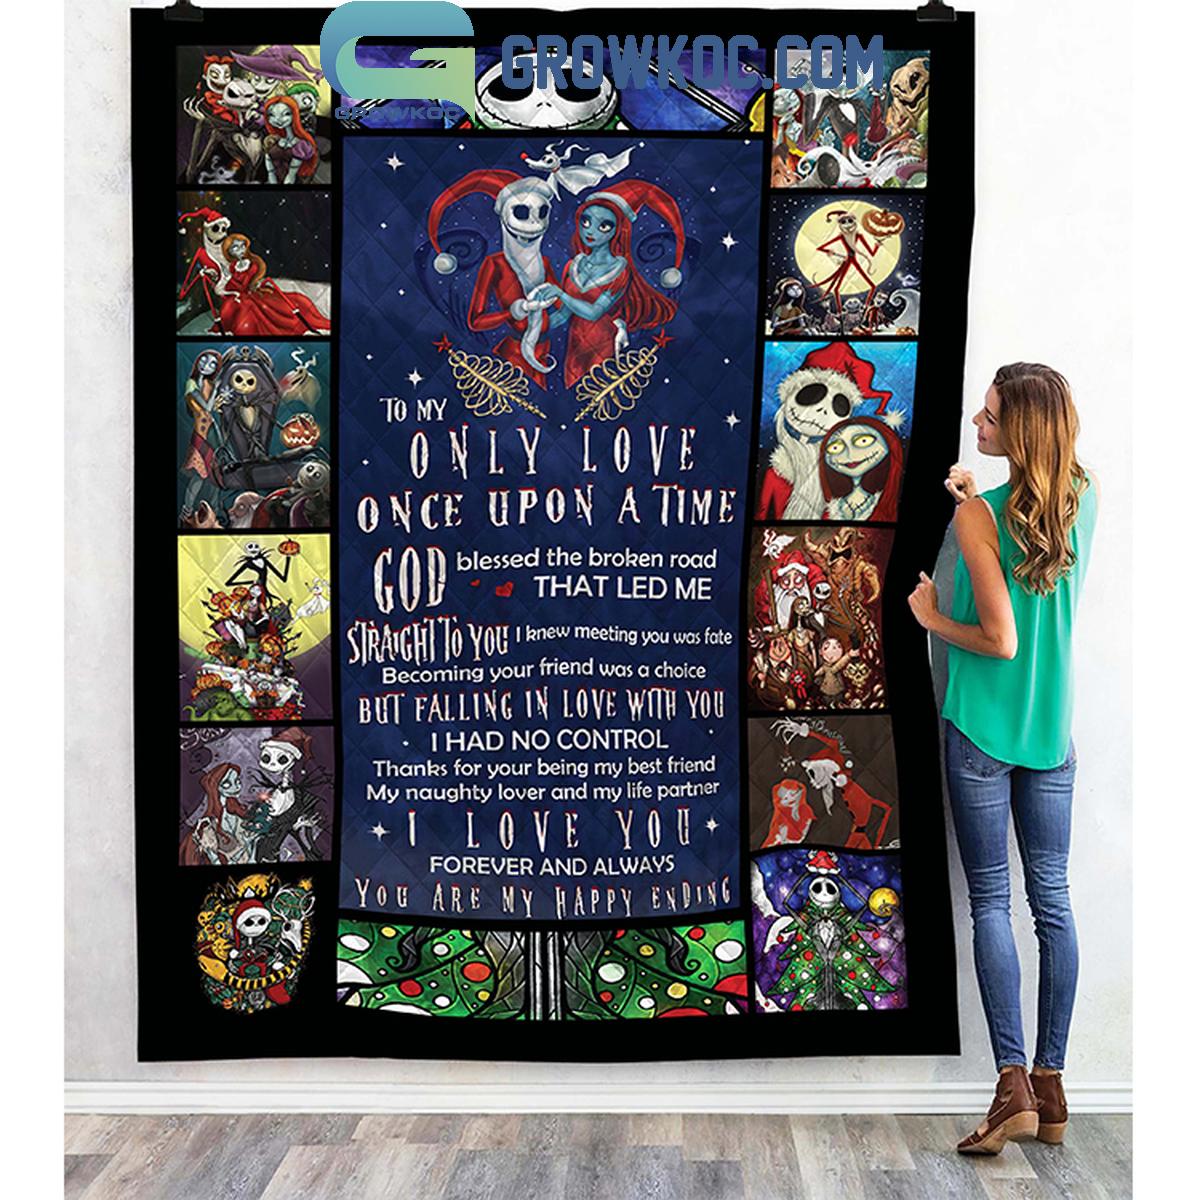 GROWKOC.COM
GROWKOC
TO MY
ONLY LOVE
ONCE UPON A TIME
GOD blessed the broken road
THAT LED ME
STRAIGHT TO YOU I knew meeting you was fate
Becoming your friend was a choice
BUT FALLING IN LOVE WITH YOU
I HAD NO CONTROL
Thanks for your being my best friend
My naughty lover and my life partner
I LOVE YOU
FOREVER AND ALWAYS
YOU ARE MY HAPPY ENDING